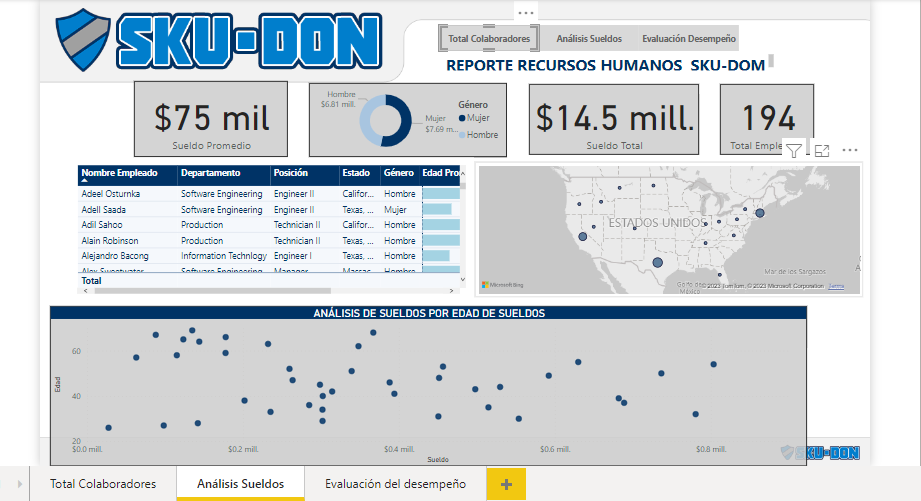 SKU-DON
Total Colaboradores
Análisis Sueldos
Evaluación Desempeño
REPORTE RECURSOS HUMANOS SKU-DOM
$75 mil
Sueldo Promedio
Hombre
$6.81 mill.
Mujer
$7.69 m...
Género
Mujer
Hombre
$14.5 mill.
Sueldo Total
194
Total Emple
Nombre Empleado Departamento Posición Estado Género Edad Pro
Adeel Osturnka Software Engineering Engineer II Califor... Hombre
Adell Saada Software Engineering Engineer II Texas, ... Mujer
Adil Sahoo Production Technician II Califor... Hombre
Alain Robinson Production Technician II Texas, ... Hombre
Alejandro Bacong Information Technlogy Engineer I Texas, ... Hombre
Alex Sweetwater Software Engineering Manager Massac Hombre
Total
ESTADOS UNIDOS
Mar de los Sargazos
Golfo de
México
A
Microsoft Bing
© 2023 TomTom, © 2023 Microsoft Corporation Terms
ANÁLISIS DE SUELDOS POR EDAD DE SUELDOS
60
40
20
Edad
$0.0 mill. $0.2 mill. $0.4 mill. $0.6 mill. $0.8 mill.
Sueldo
SKU-DON
Total Colaboradores
Análisis Sueldos
Evaluación del desempeño
+